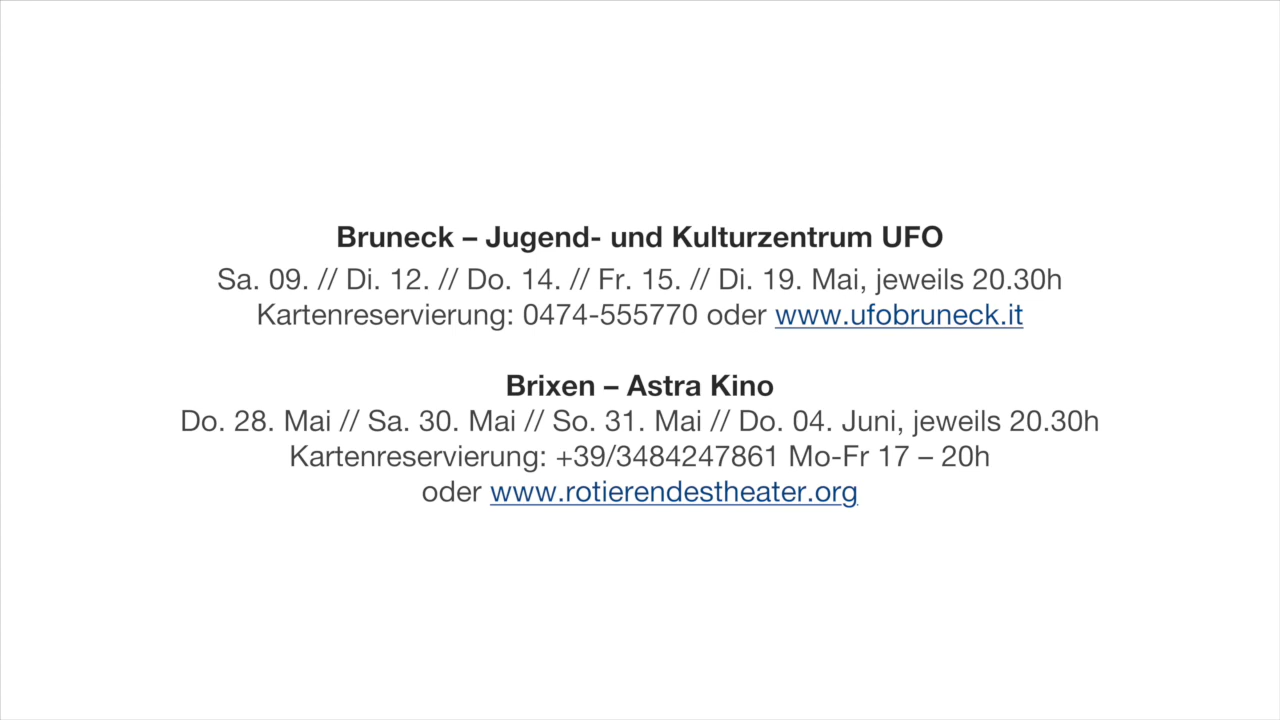 Bruneck – Jugend- und Kulturzentrum UFO
Sa. 09. // Di. 12. // Do. 14. // Fr. 15. // Di. 19. Mai, jeweils 20.30h
Kartenreservierung: 0474-555770 oder www.ufobruneck.it
Brixen – Astra Kino
Do. 28. Mai // Sa. 30. Mai // So. 31. Mai // Do. 04. Juni, jeweils 20.30h
Kartenreservierung: +39/3484247861 Mo-Fr 17 – 20h
oder www.rotierendestheater.org